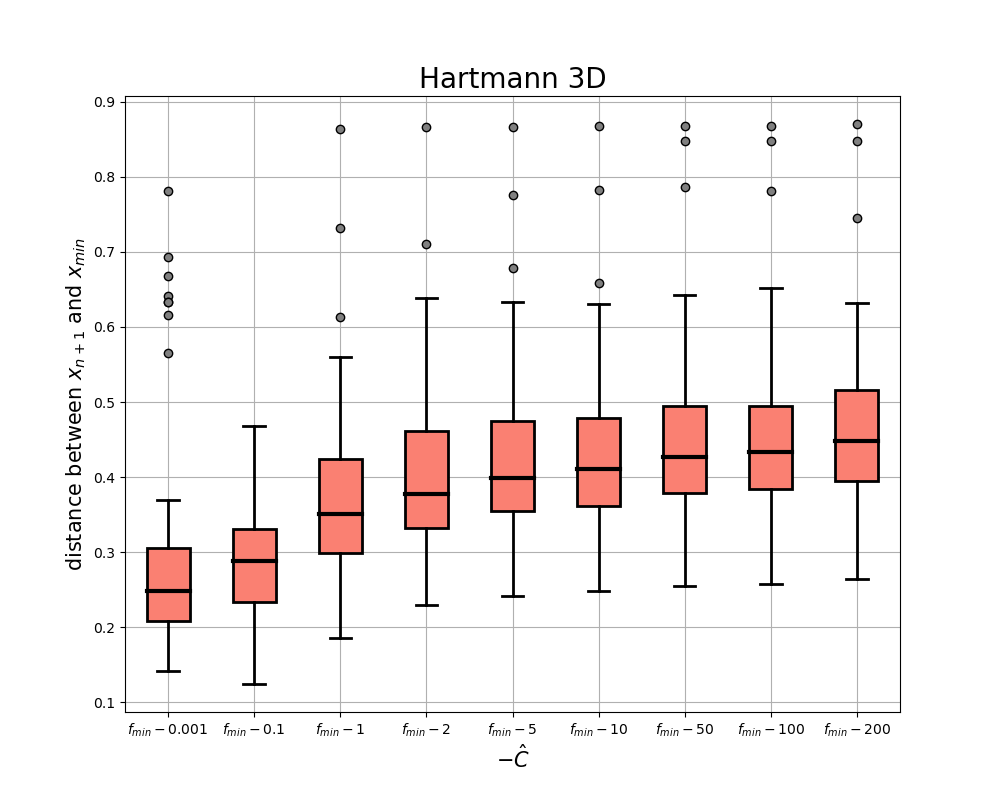 Hartmann 3D
0.9
0.8
0.7
0.6
0.5
0.4
0.3
0.2
0.1
distance between $x_{n+1}$ and $x_{min}$
$f_{min} - 0.001$ $f_{min} - 0.1$ $f_{min} - 1$ $f_{min} - 2$ $f_{min} - 5$ $f_{min} - 10$ $f_{min} - 50$ $f_{min} - 100$ $f_{min} - 200$
$-\hat{C}$